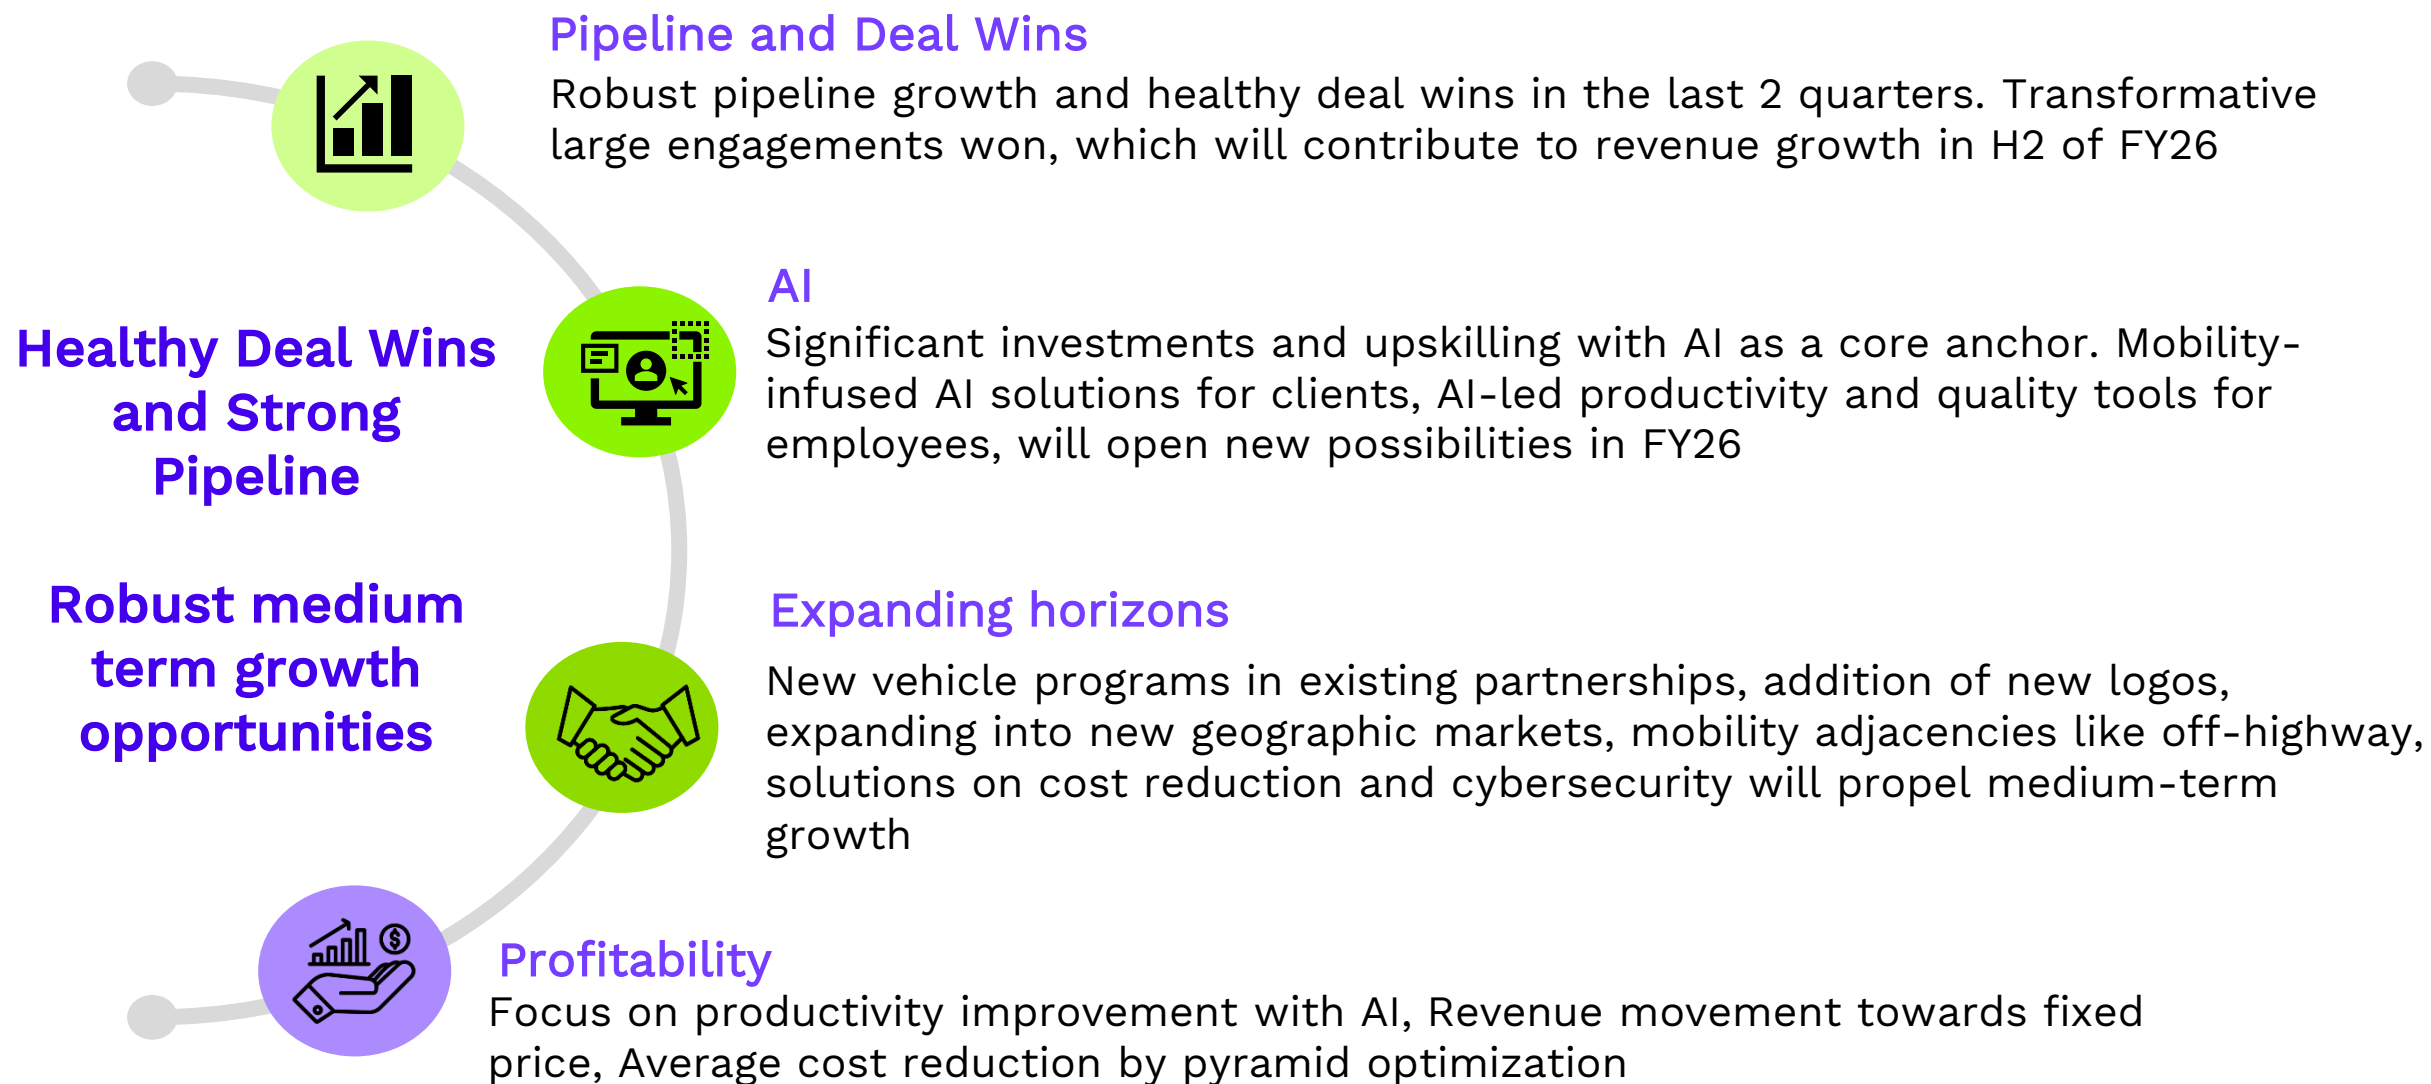 Pipeline and Deal Wins
Robust pipeline growth and healthy deal wins in the last 2 quarters. Transformative
large engagements won, which will contribute to revenue growth in H2 of FY26
Healthy Deal Wins
and Strong
Pipeline
Robust medium
term growth
opportunities
AI
Significant investments and upskilling with AI as a core anchor. Mobility-
infused AI solutions for clients, AI-led productivity and quality tools for
employees, will open new possibilities in FY26
Expanding horizons
New vehicle programs in existing partnerships, addition of new logos,
expanding into new geographic markets, mobility adjacencies like off-highway,
solutions on cost reduction and cybersecurity will propel medium-term
growth
Profitability
Focus on productivity improvement with AI, Revenue movement towards fixed
price, Average cost reduction by pyramid optimization